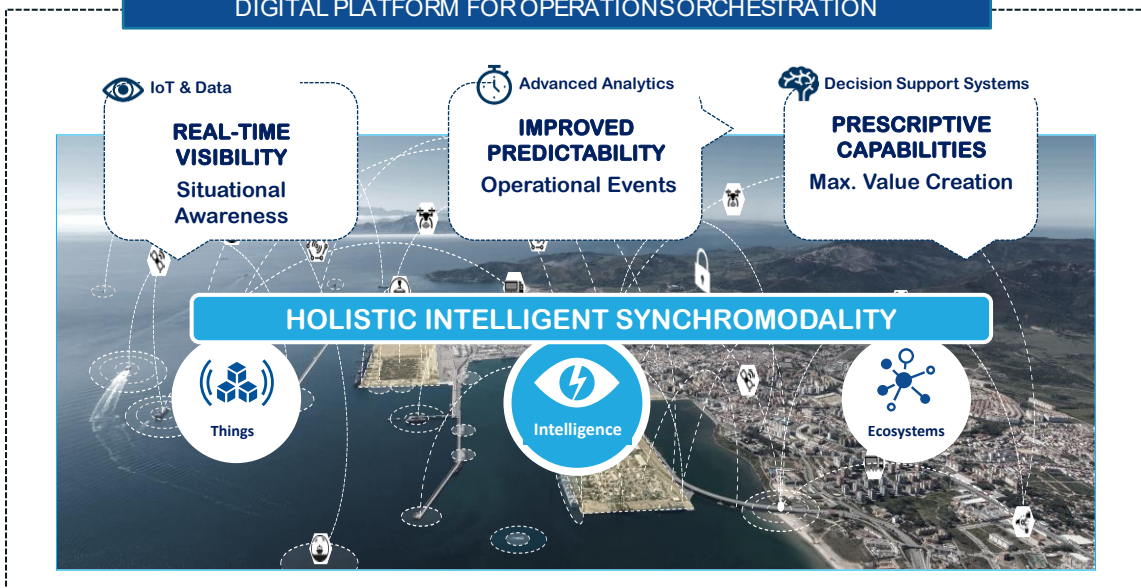 DIGITAL PLATFORM FOR OPERATIONS ORCHESTRATION
IoT & Data
REAL-TIME
VISIBILITY
Situational
Awareness
Advanced Analytics
IMPROVED
PREDICTABILITY
Operational Events
Decision Support Systems
PRESCRIPTIVE
CAPABILITIES
Max. Value Creation
HOLISTIC INTELLIGENT SYNCHROMODALITY
Things
Intelligence
Ecosystems